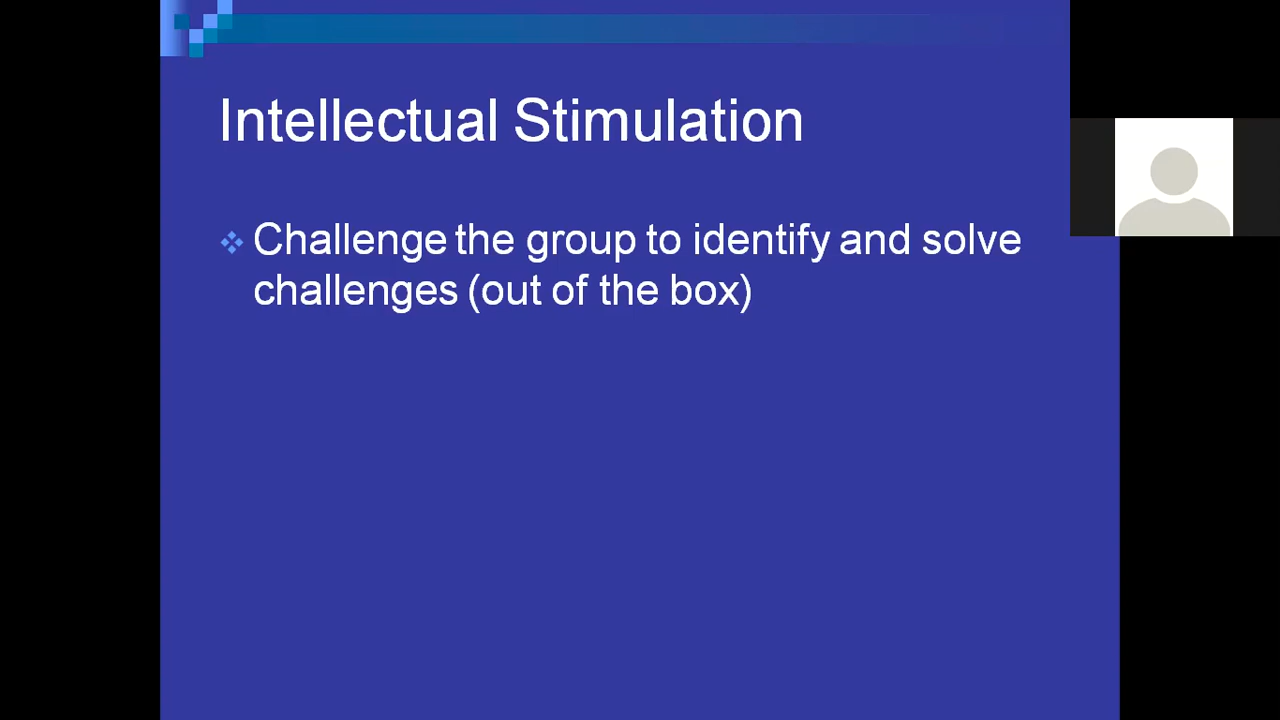 Intellectual Stimulation
Challenge the group to identify and solve
challenges (out of the box)